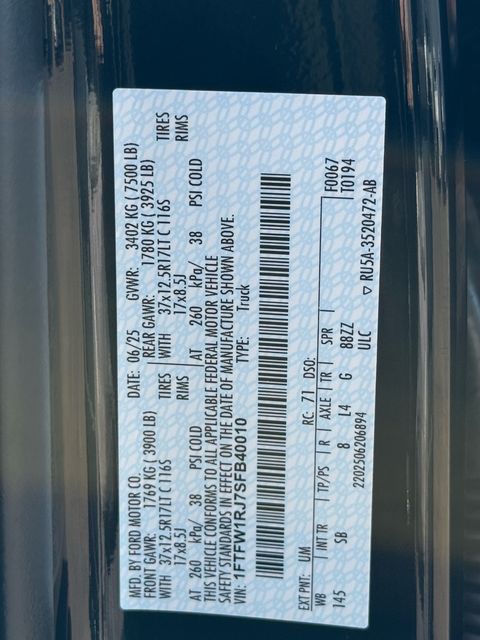 MFD. BY FORD MOTOR CO.
DATE: 06/25 GVWR: 3402 KG ( 7500 LB)
FRONT GAWR: 1769 KG ( 3900 LB) REAR GAWR: 1780 KG ( 3925 LB)
WITH 37x12.5R17LT C 116S TIRES WITH 37x12.5R17LT C 116S TIRES
17x8.5J RIMS 17x8.5J RIMS
AT 260 kPa/ 38 PSI COLD AT 260 kPa/ 38 PSI COLD
THIS VEHICLE CONFORMS TO ALL APPLICABLE FEDERAL MOTOR VEHICLE
SAFETY STANDARDS IN EFFECT ON THE DATE OF MANUFACTURE SHOWN ABOVE.
VIN: 1FTFW1RJ7SFB40010 TYPE: Truck
EXT PNT: UM RC: 71 DSO: F0067
WB INT TR TP/PS R AXLE TR SPR T0194
145 SB 8 L4 G BBZZ
2202506206894 ULC
▽ RU5A-3520472-AB